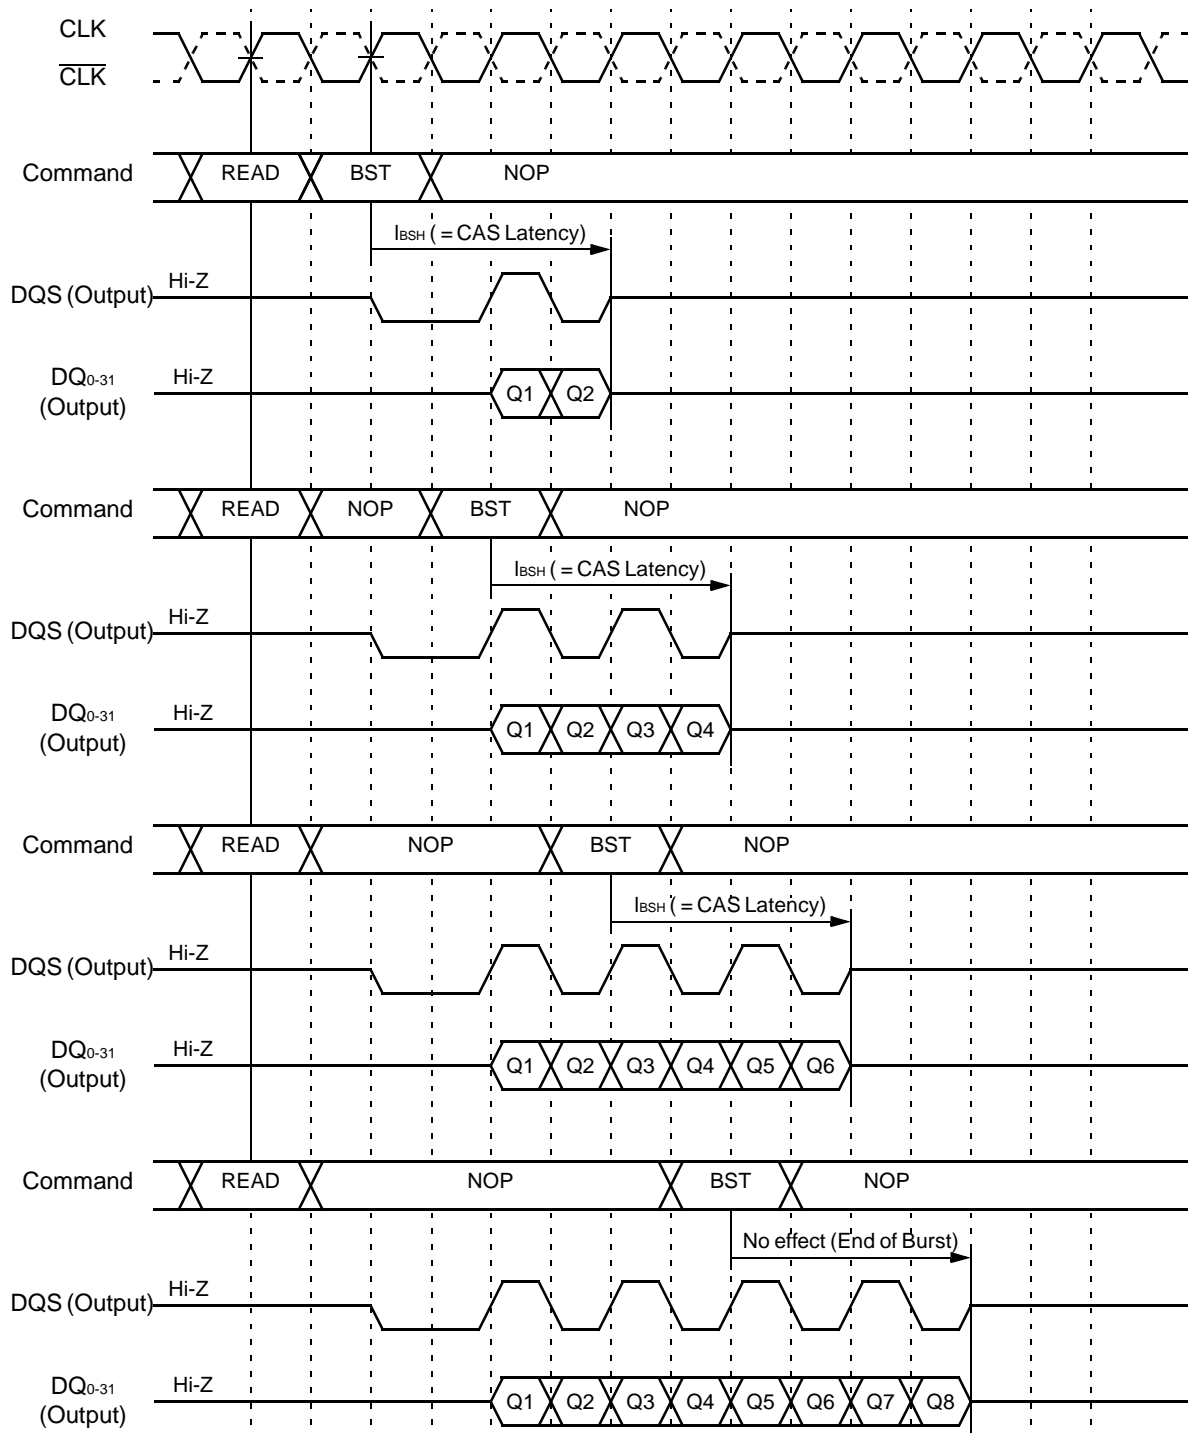 CLK
CLK
Command READ BST NOP
IBSH ( = CAS Latency)
DQS (Output) Hi-Z
DQ0-31 (Output) Hi-Z Q1 Q2
Command READ NOP BST NOP
IBSH ( = CAS Latency)
DQS (Output) Hi-Z
DQ0-31 (Output) Hi-Z Q1 Q2 Q3 Q4
Command READ NOP BST NOP
IBSH ( = CAS Latency)
DQS (Output) Hi-Z
DQ0-31 (Output) Hi-Z Q1 Q2 Q3 Q4 Q5 Q6
Command READ NOP BST NOP
No effect (End of Burst)
DQS (Output) Hi-Z
DQ0-31 (Output) Hi-Z Q1 Q2 Q3 Q4 Q5 Q6 Q7 Q8